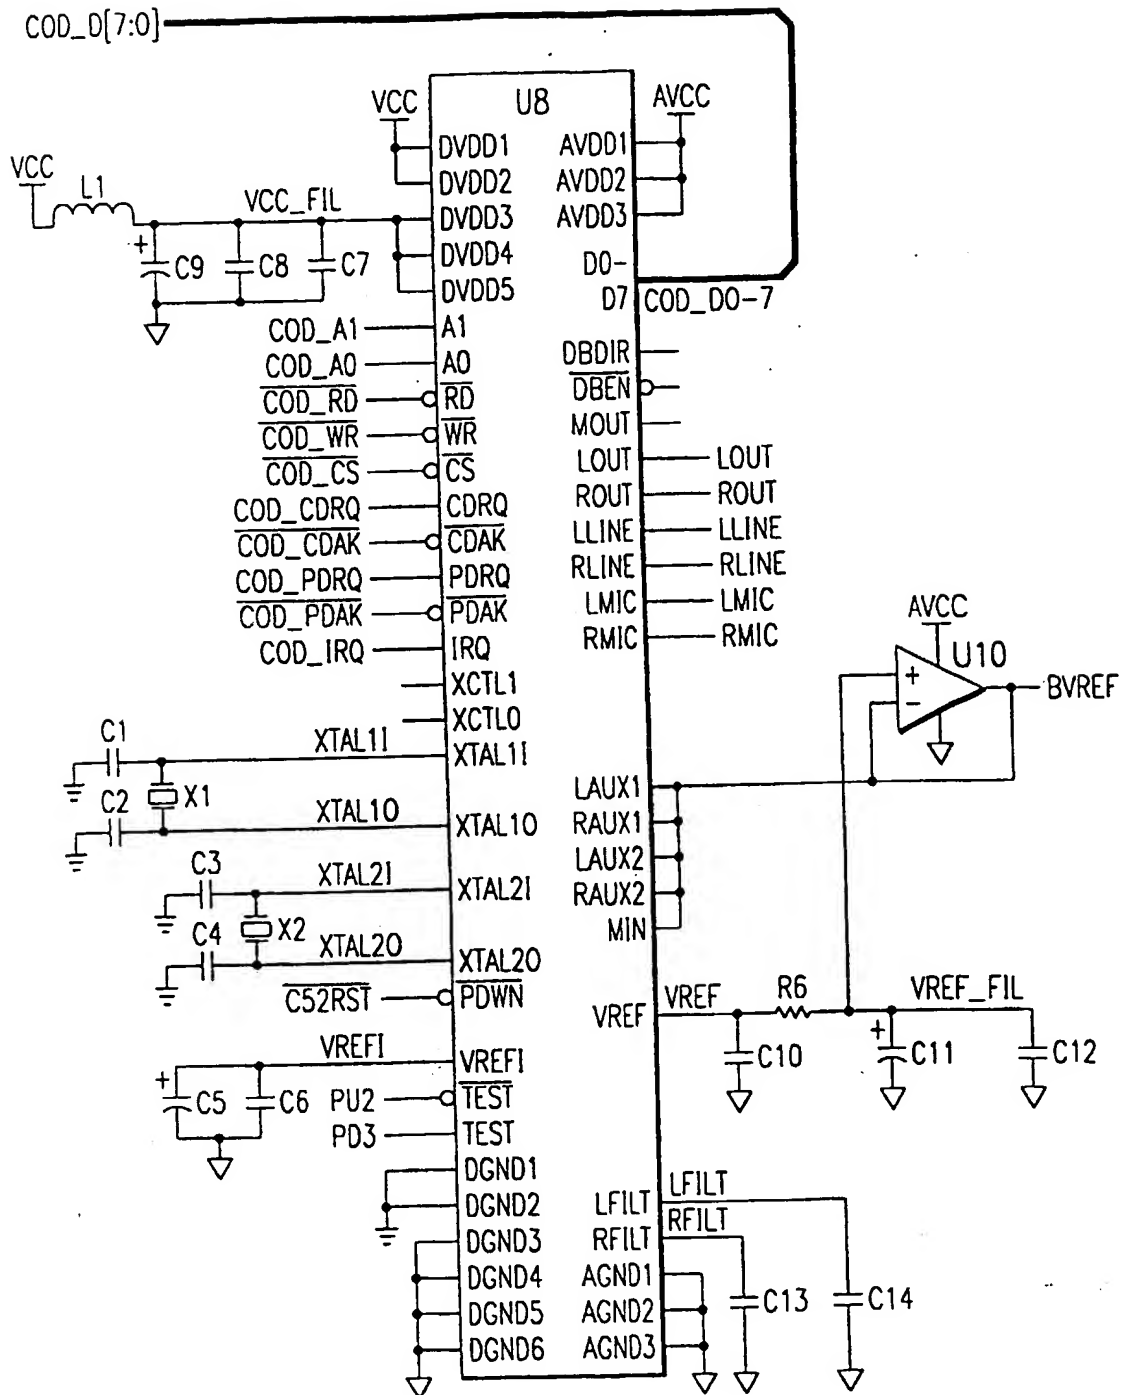 COD_D[7:0]
U8
VCC
AVCC
DVDD1
AVDD1
DVDD2
AVDD2
VCC
L1
VCC_FIL
DVDD3
AVDD3
+
C9
C8
C7
DVDD4
D0-
DVDD5
D7
COD_D0-7
COD_A1
A1
DBDIR
COD_A0
A0
DBEN
COD_RD
RD
MOUT
COD_WR
WR
LOUT
LOUT
COD_CS
CS
ROUT
ROUT
COD_CDRQ
CDRQ
LLINE
LLINE
COD_CDAK
CDAK
RLINE
RLINE
COD_PDRQ
PDRQ
LMIC
LMIC
COD_PDAK
PDAK
RMIC
RMIC
COD_IRQ
IRQ
AVCC
U10
+
-
BVREF
XCTL1
XCTL0
C1
XTAL1I
XTAL1I
X1
LAUX1
C2
XTAL1O
XTAL1O
RAUX1
C3
XTAL2I
XTAL2I
LAUX2
RAUX2
C4
X2
MIN
XTAL2O
XTAL2O
C52RST
PDWN
VREF
VREF
R6
VREF_FIL
C10
+
C11
C12
VREFI
VREFI
+
C5
C6
PU2
TEST
PD3
TEST
DGND1
DGND2
LFILT
LFILT
DGND3
RFILT
RFILT
DGND4
AGND1
C13
C14
DGND5
AGND2
DGND6
AGND3